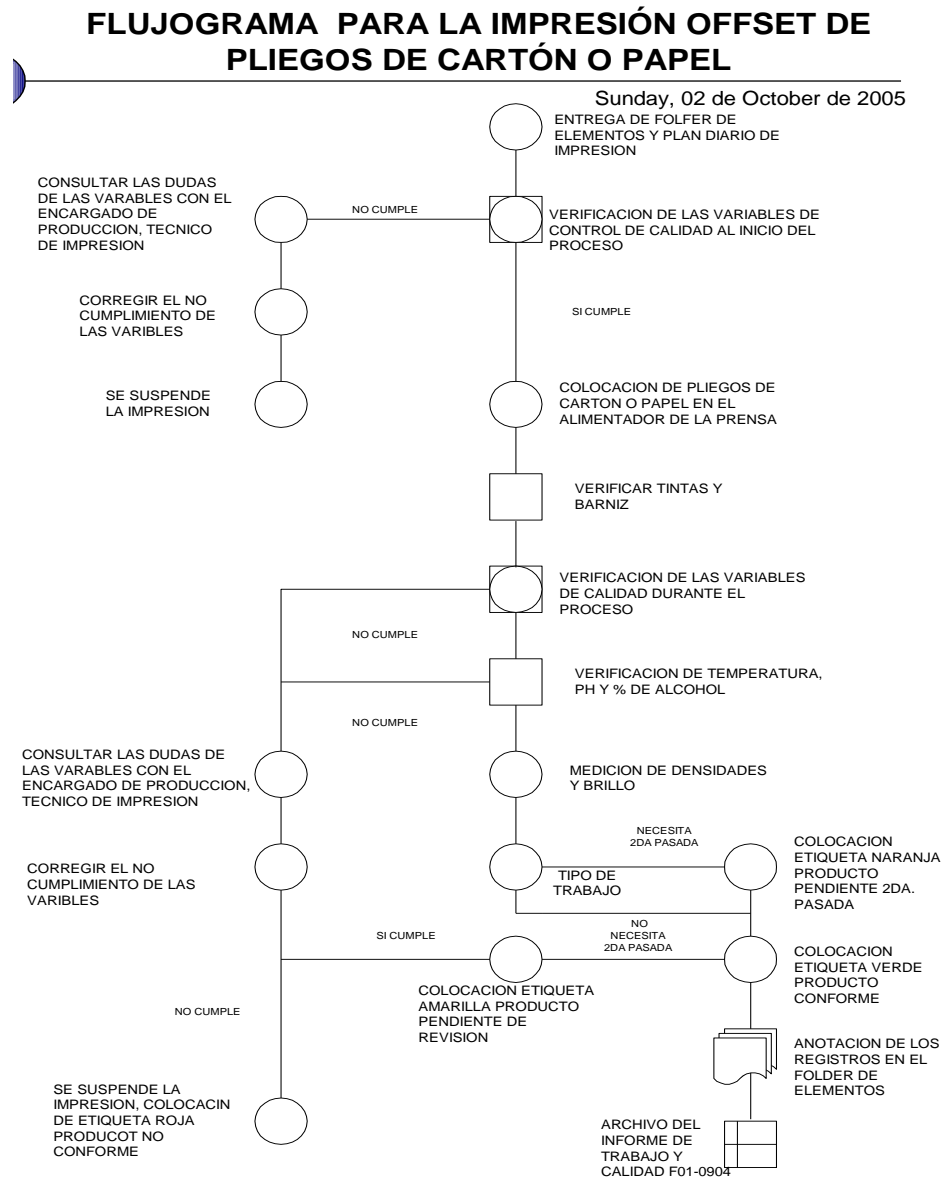 FLUJOGRAMA PARA LA IMPRESIÓN OFFSET DE
PLIEGOS DE CARTÓN O PAPEL
Sunday, 02 de October de 2005
ENTREGA DE FOLFER DE
ELEMENTOS Y PLAN DIARIO DE
IMPRESION
CONSULTAR LAS DUDAS
DE LAS VARABLES CON EL
ENCARGADO DE
PRODUCCION, TECNICO
DE IMPRESION
NO CUMPLE
VERIFICACION DE LAS VARIABLES DE
CONTROL DE CALIDAD AL INICIO DEL
PROCESO
CORREGIR EL NO
CUMPLIMIENTO DE
LAS VARIBLES
SI CUMPLE
SE SUSPENDE
LA IMPRESION
COLOCACION DE PLIEGOS DE
CARTON O PAPEL EN EL
ALIMENTADOR DE LA PRENSA
VERIFICAR TINTAS Y
BARNIZ
VERIFICACION DE LAS VARIABLES
DE CALIDAD DURANTE EL
PROCESO
NO CUMPLE
VERIFICACION DE TEMPERATURA,
PH Y % DE ALCOHOL
NO CUMPLE
CONSULTAR LAS DUDAS DE
LAS VARABLES CON EL
ENCARGADO DE PRODUCCION,
TECNICO DE IMPRESION
MEDICION DE DENSIDADES
Y BRILLO
NECESITA
2DA PASADA
COLOCACION
ETIQUETA NARANJA
PRODUCTO
PENDIENTE 2DA.
PASADA
CORREGIR EL NO
CUMPLIMIENTO DE LAS
VARIBLES
TIPO DE
TRABAJO
SI CUMPLE
NO
NECESITA
2DA PASADA
COLOCACION
ETIQUETA VERDE
PRODUCTO
CONFORME
COLOCACION ETIQUETA
AMARILLA PRODUCTO
PENDIENTE DE
REVISION
NO CUMPLE
ANOTACION DE LOS
REGISTROS EN EL
FOLDER DE
ELEMENTOS
SE SUSPENDE LA
IMPRESION, COLOCACIN
DE ETIQUETA ROJA
PRODUCOT NO
CONFORME
ARCHIVO DEL
INFORME DE
TRABAJO Y
CALIDAD F01-0904